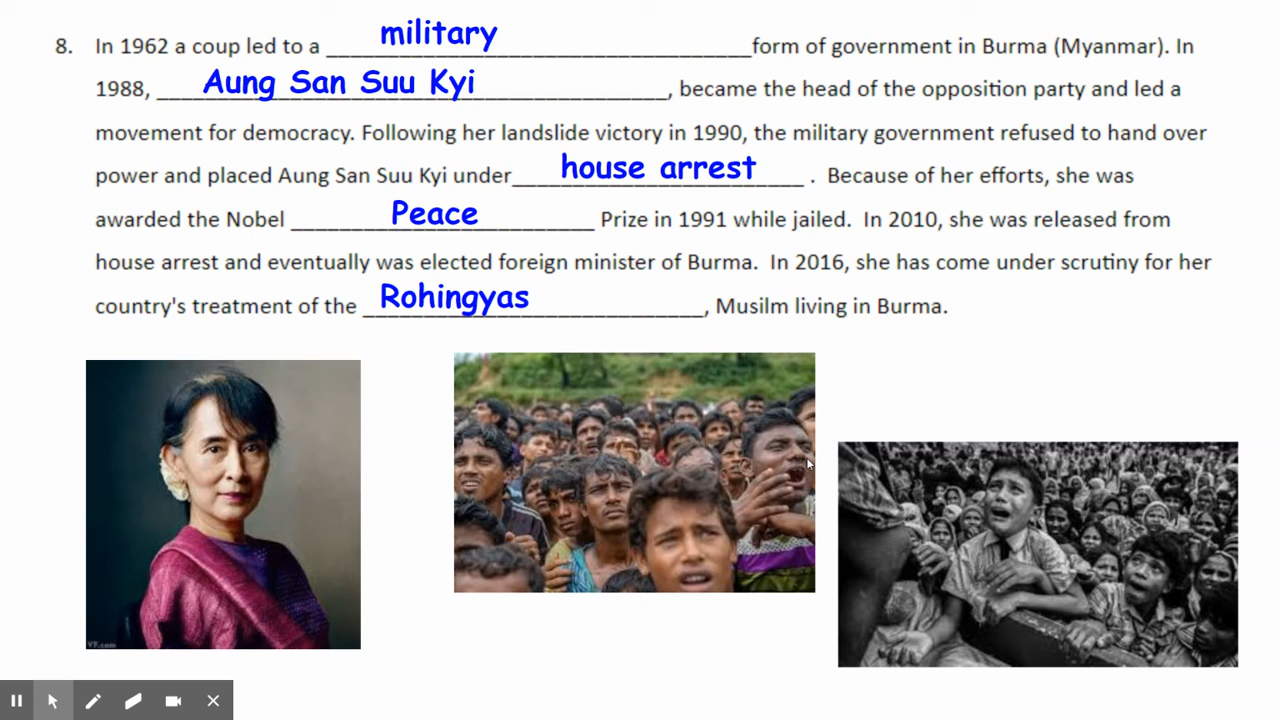 8. In 1962 a coup led to a military form of government in Burma (Myanmar). In
1988, Aung San Suu Kyi, became the head of the opposition party and led a
movement for democracy. Following her landslide victory in 1990, the military government refused to hand over
power and placed Aung San Suu Kyi under house arrest . Because of her efforts, she was
awarded the Nobel Peace Prize in 1991 while jailed. In 2010, she was released from
house arrest and eventually was elected foreign minister of Burma. In 2016, she has come under scrutiny for her
country's treatment of the Rohingyas, Musilm living in Burma.
VF.com